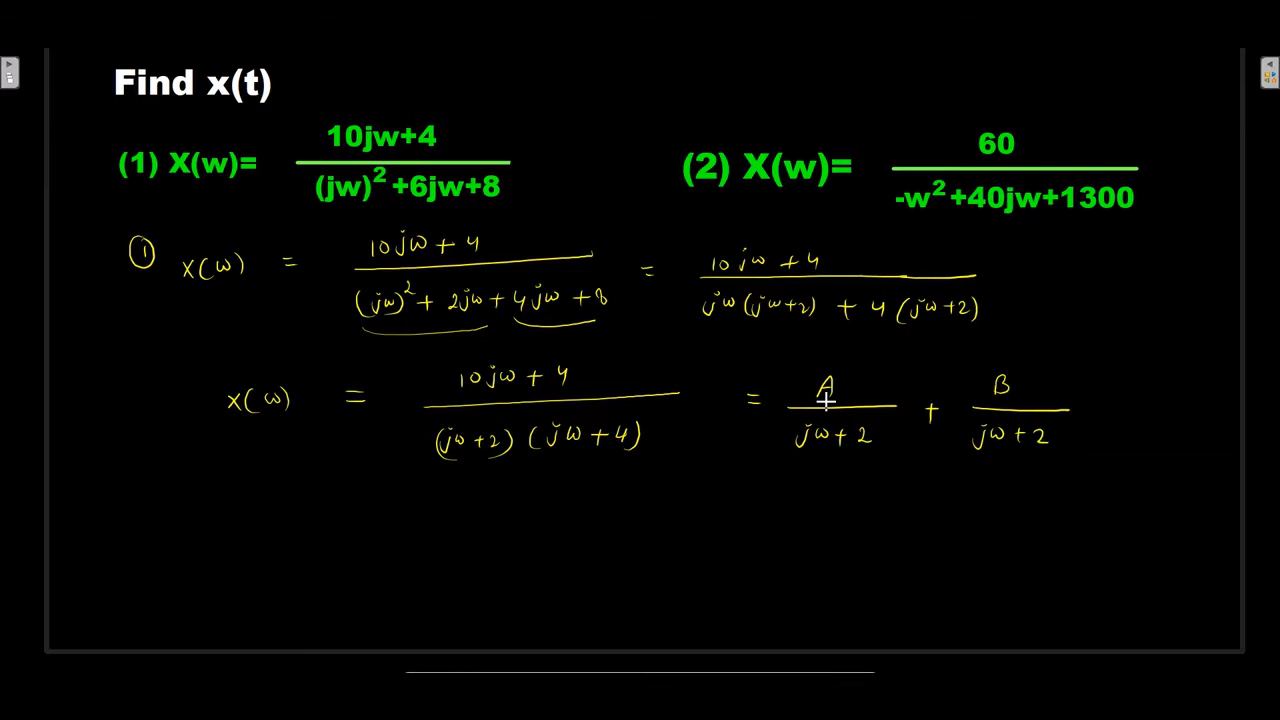 Find x(t)
(1) X(w)= 10jw+4 / (jw)² +6jw+8
(2) X(w)= 60 / -w² +40jw+1300
① X(ω) = 10jω + 4 / (jω)² + 2jω + 4jω + 8 = 10jω + 4 / jω(jω+2) + 4(jω+2)
X(ω) = 10jω + 4 / (jω+2) (jω+4) = A / jω+2 + B / jω+2